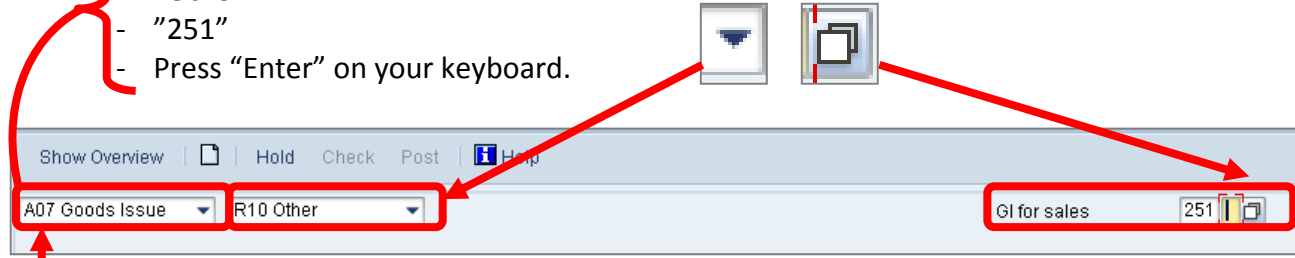 - ”251”
- Press “Enter” on your keyboard.
Show Overview Hold Check Post Help
A07 Goods Issue R10 Other GI for sales 251